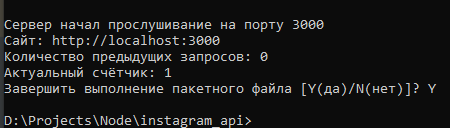 Сервер начал прослушивание на порту 3000
Сайт: http://localhost:3000
Количество предыдущих запросов: 0
Актуальный счётчик: 1
Завершить выполнение пакетного файла [Y(да)/N(нет)]? Y
D:\Projects\Node\instagram_api>